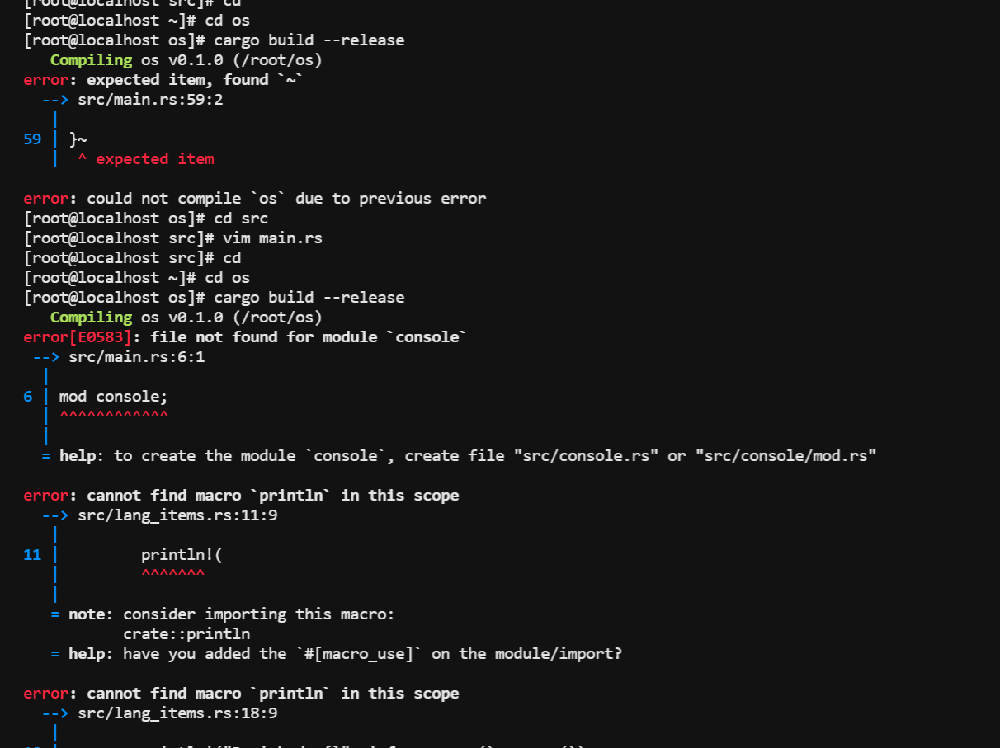 [root@localhost src]# cd
[root@localhost ~]# cd os
[root@localhost os]# cargo build --release
   Compiling os v0.1.0 (/root/os)
error: expected item, found `~`
  --> src/main.rs:59:2
   |
59 | }~
   |  ^ expected item

error: could not compile `os` due to previous error
[root@localhost os]# cd src
[root@localhost src]# vim main.rs
[root@localhost src]# cd
[root@localhost ~]# cd os
[root@localhost os]# cargo build --release
   Compiling os v0.1.0 (/root/os)
error[E0583]: file not found for module `console`
 --> src/main.rs:6:1
  |
6 | mod console;
  | ^^^^^^^^^^^^
  |
  = help: to create the module `console`, create file "src/console.rs" or "src/console/mod.rs"

error: cannot find macro `println` in this scope
  --> src/lang_items.rs:11:9
   |
11 |         println!(
   |         ^^^^^^^
   |
   = note: consider importing this macro:
           crate::println
   = help: have you added the `#[macro_use]` on the module/import?

error: cannot find macro `println` in this scope
  --> src/lang_items.rs:18:9
   |